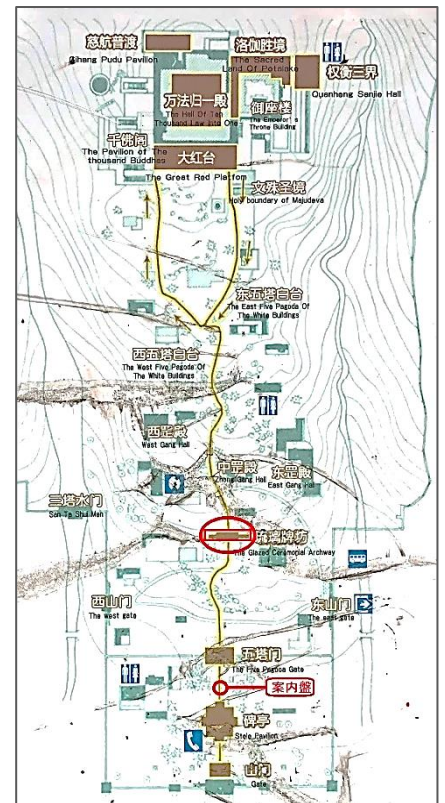 慈航普渡
Zihang Pudu Pavilion
洛伽胜境
The Sacred
Land Of Potolake
权衡三界
Quanheng Sanjie Hall
万法归一殿
The Hall Of Ten
Thousand Law Into One
御座楼
The Emperor's
Throne Building
千佛阁
The Pavilion of The
thousand Buddhas
大红台
The Great Red Platfom
文殊圣境
Holy boundary of Majudeva
东五塔白台
The East Five Pagoda Of
The White Buildings
西五塔白台
The West Five Pagoda Of
The White Buildings
西罡殿
West Gang Hall
中罡殿
Zhong Gang Hall
东罡殿
East Gang Hall
三塔水门
San Ta Shui Men
琉璃牌坊
The Glazed Ceremonial Archway
西山门
The west gate
东山门
The east gate
五塔门
The Five Pagoda Gate
案内盤
碑亭
Stele Pavilion
山门
Gate